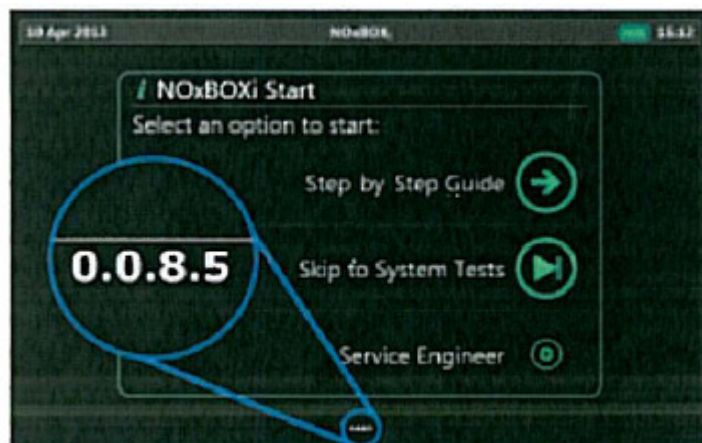 10 Apr 2013 NOxBOXi 15:12
i NOxBOXi Start
Select an option to start:
Step by Step Guide
0.0.8.5
Skip to System Tests
Service Engineer